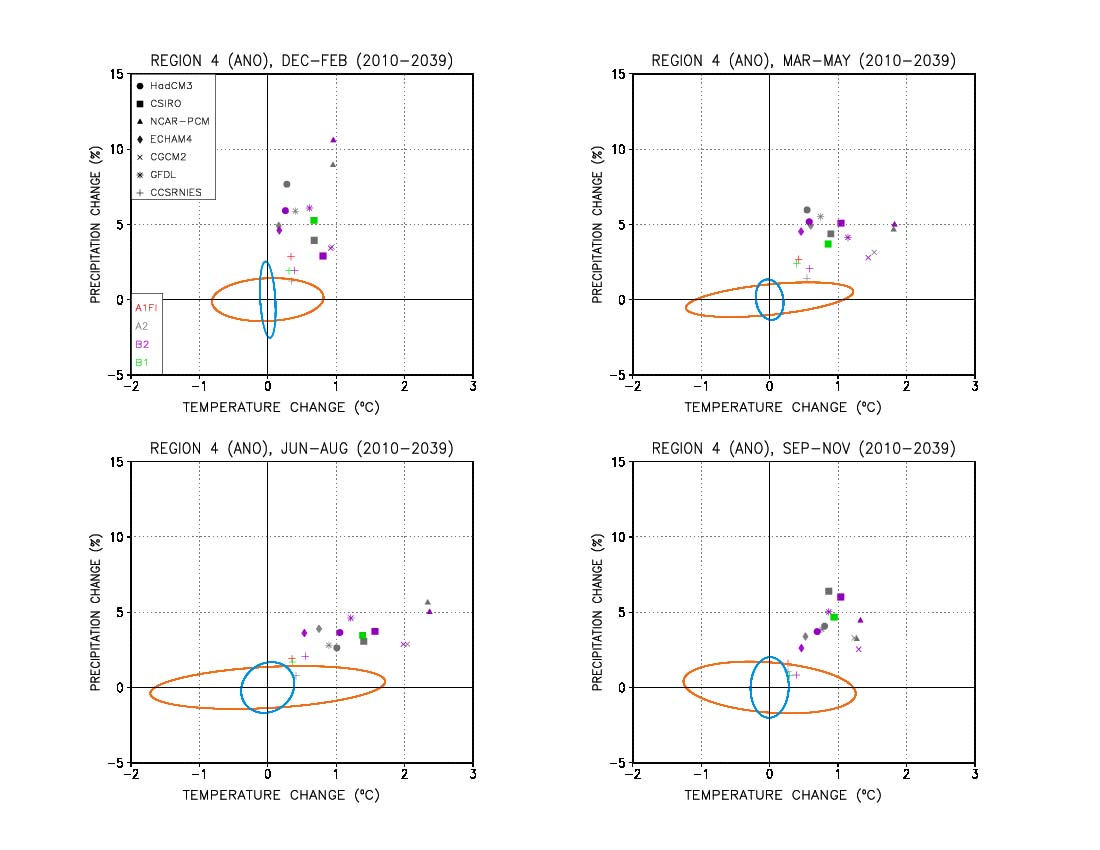 REGION 4 (ANO), DEC-FEB (2010-2039)
15
10
5
0
-5
PRECIPITATION CHANGE (%)
HadCM3
CSIRO
NCAR-PCM
ECHAM4
CGCM2
GFDL
CCSRNIES
A1FI
A2
B2
B1
-2 -1 0 1 2 3
TEMPERATURE CHANGE (ºC)
REGION 4 (ANO), MAR-MAY (2010-2039)
15
10
5
0
-5
PRECIPITATION CHANGE (%)
-2 -1 0 1 2 3
TEMPERATURE CHANGE (ºC)
REGION 4 (ANO), JUN-AUG (2010-2039)
15
10
5
0
-5
PRECIPITATION CHANGE (%)
-2 -1 0 1 2 3
TEMPERATURE CHANGE (ºC)
REGION 4 (ANO), SEP-NOV (2010-2039)
15
10
5
0
-5
PRECIPITATION CHANGE (%)
-2 -1 0 1 2 3
TEMPERATURE CHANGE (ºC)